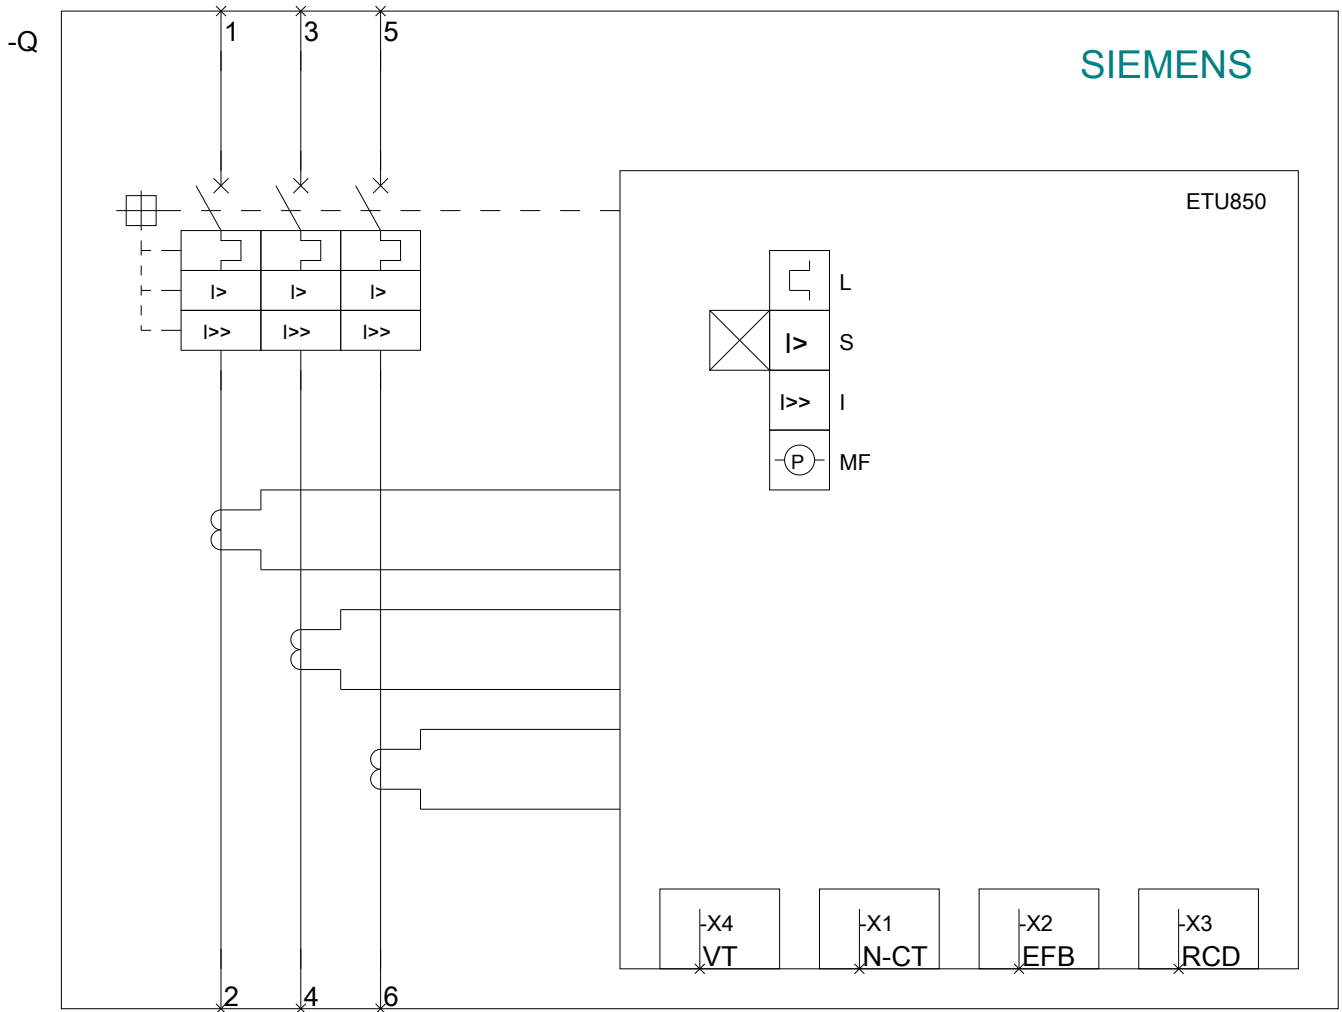 1 3 5
-Q
SIEMENS
ETU850
I> I> I>
I>> I>> I>>
L
I> S
I>> I
P MF
-X4 -X1 -X2 -X3
VT N-CT EFB RCD
2 4 6